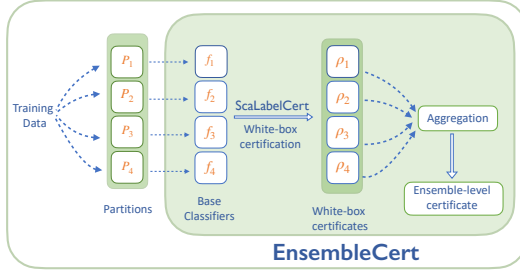 Training
Data
P1
P2
P3
P4
Partitions
f1
f2
f3
f4
Base
Classifiers
ScaLabelCert
White-box
certification
ρ1
ρ2
ρ3
ρ4
White-box
certificates
Aggregation
Ensemble-level
certificate
EnsembleCert